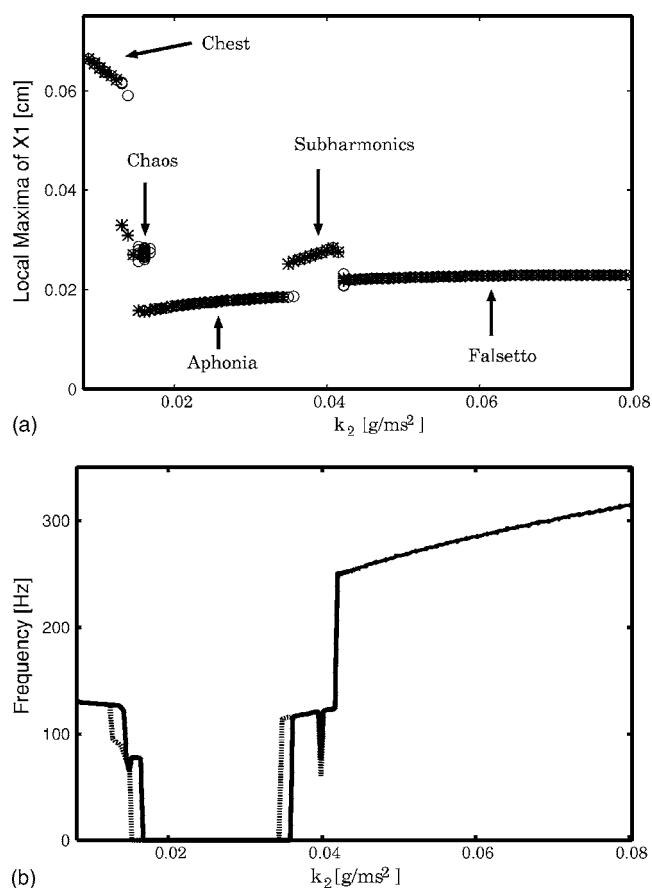 Chest
0.06
Subharmonics
Chaos
0.04
Local Maxima of X1 [cm]
0.02
Aphonia
Falsetto
0
0.02 0.04 0.06 0.08
(a)
k₂ [g/ms²]
300
200
Frequency [Hz]
100
0
0.02 0.04 0.06 0.08
(b)
k₂ [g/ms²]